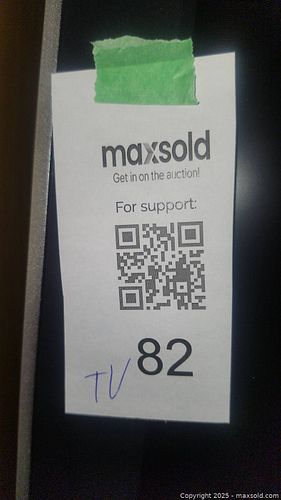 maxsold
Get in on the auction!
For support:
TV 82
Copyright © 2025 - maxsold.com